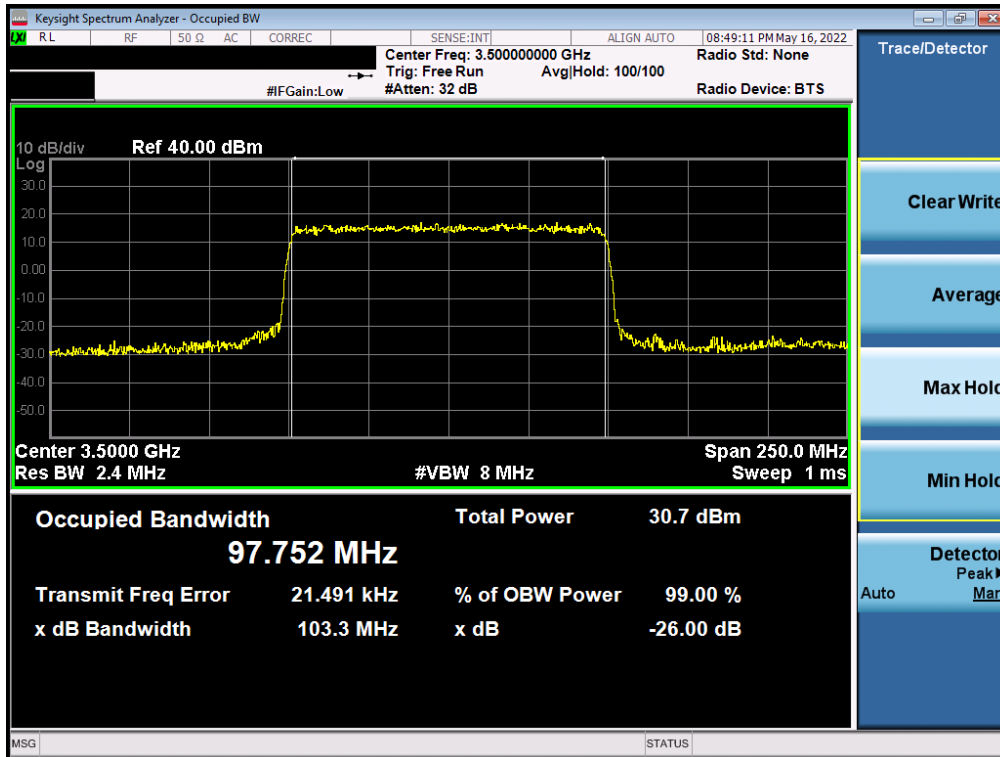 Keysight Spectrum Analyzer - Occupied BW
LXI RL RF 50 Ω AC CORREC SENSE:INT ALIGN AUTO 08:49:11 PM May 16, 2022
Center Freq: 3.500000000 GHz Radio Std: None
Trig: Free Run Avg|Hold: 100/100
#IFGain:Low #Atten: 32 dB Radio Device: BTS
Trace/Detector
10 dB/div Ref 40.00 dBm
Log
30.0
20.0
10.0
0.00
-10.0
-20.0
-30.0
-40.0
-50.0
Center 3.5000 GHz Span 250.0 MHz
Res BW 2.4 MHz #VBW 8 MHz Sweep 1 ms
Occupied Bandwidth Total Power 30.7 dBm
97.752 MHz
Transmit Freq Error 21.491 kHz % of OBW Power 99.00 %
x dB Bandwidth 103.3 MHz x dB -26.00 dB
Clear Write
Average
Max Hold
Min Hold
Detector
Peak
Auto Man
MSG STATUS